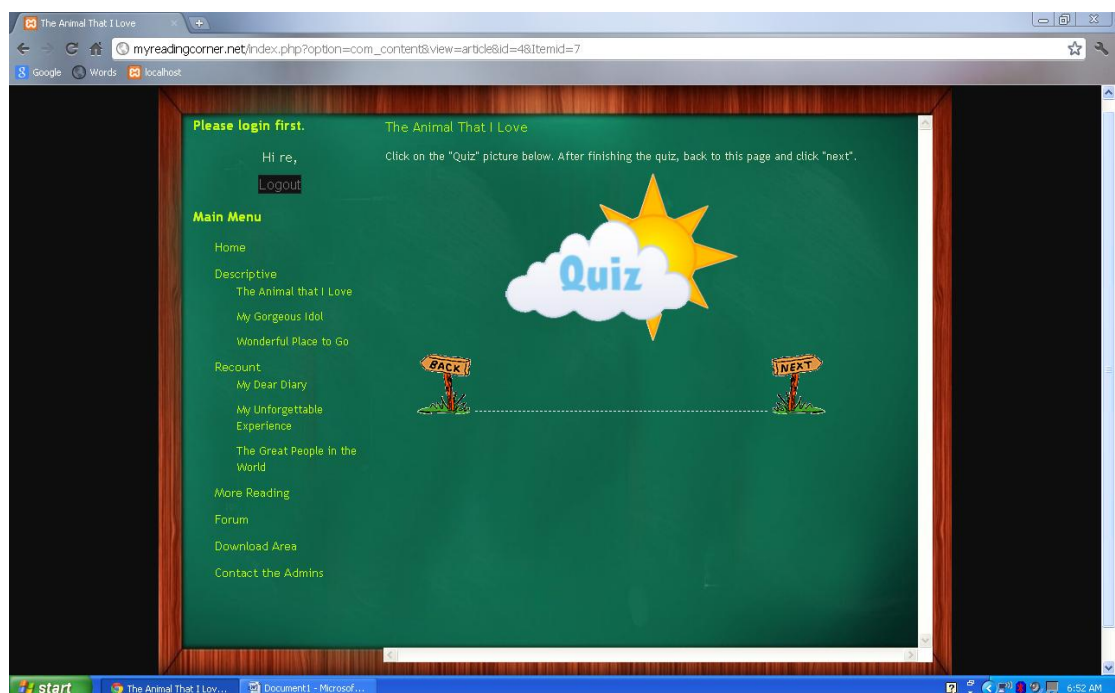 The Animal That I Love
myreadingcorner.net/index.php?option=com_content&view=article&id=4&Itemid=7
Google Words localhost
Please login first.
Hi re,
Logout
Main Menu
Home
Descriptive
The Animal that I Love
My Gorgeous Idol
Wonderful Place to Go
Recount
My Dear Diary
My Unforgettable
Experience
The Great People in the
World
More Reading
Forum
Download Area
Contact the Admins
The Animal That I Love
Click on the "Quiz" picture below. After finishing the quiz, back to this page and click "next".
Quiz
BACK
NEXT
start
The Animal That I Lov...
Document1 - Microsof...
6:52 AM